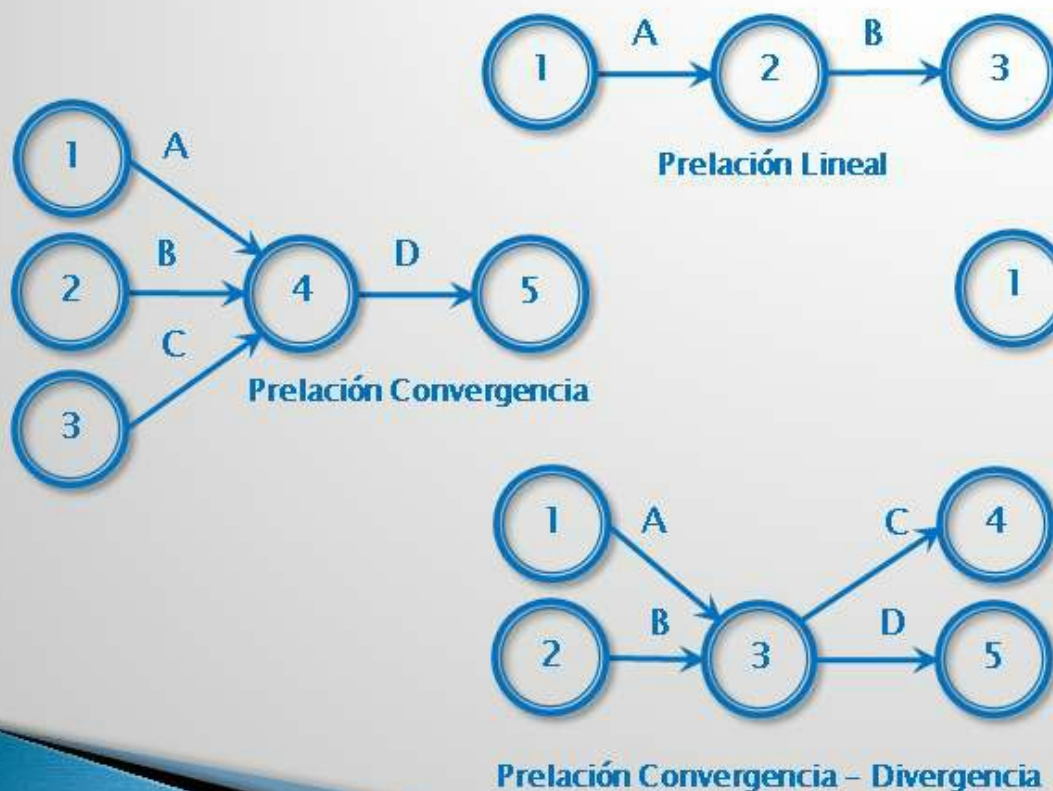 A
B
1
2
3
Prelación Lineal
1
A
B
2
4
D
5
C
3
Prelación Convergencia
1
1
A
C
4
2
B
3
D
5
Prelación Convergencia – Divergencia